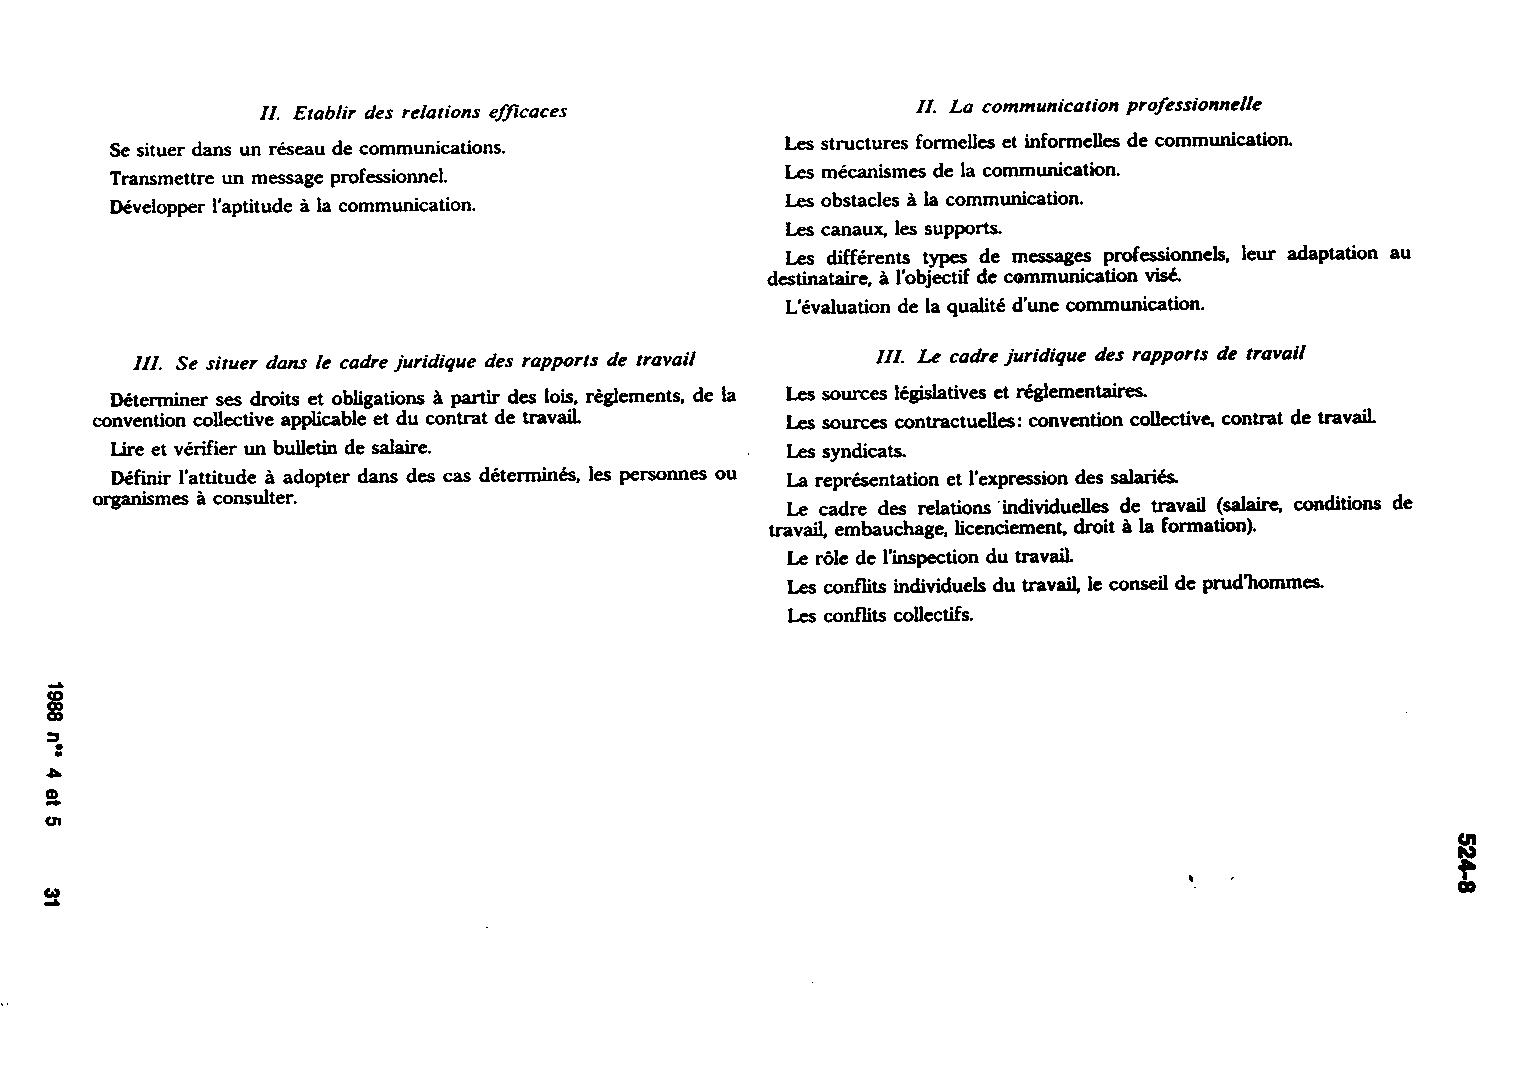 II. Etablir des relations efficaces
Se situer dans un réseau de communications.
Transmettre un message professionnel.
Développer l'aptitude à la communication.
III. Se situer dans le cadre juridique des rapports de travail
Déterminer ses droits et obligations à partir des lois, règlements, de la
convention collective applicable et du contrat de travail.
Lire et vérifier un bulletin de salaire.
Définir l'attitude à adopter dans des cas déterminés, les personnes ou
organismes à consulter.
II. La communication professionnelle
Les structures formelles et informelles de communication.
Les mécanismes de la communication.
Les obstacles à la communication.
Les canaux, les supports.
Les différents types de messages professionnels, leur adaptation au
destinataire, à l'objectif de communication visé.
L'évaluation de la qualité d'une communication.
III. Le cadre juridique des rapports de travail
Les sources législatives et réglementaires.
Les sources contractuelles : convention collective, contrat de travail.
Les syndicats.
La représentation et l'expression des salariés.
Le cadre des relations individuelles de travail (salaire, conditions de
travail, embauchage, licenciement, droit à la formation).
Le rôle de l'inspection du travail.
Les conflits individuels du travail, le conseil de prud'hommes.
Les conflits collectifs.
1988 nos 4 et 5 31
524-8